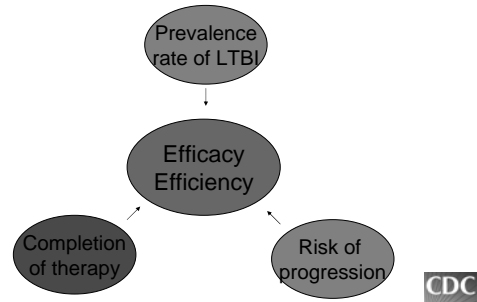 Prevalence
rate of LTBI
Efficacy
Efficiency
Completion
of therapy
Risk of
progression
CDC